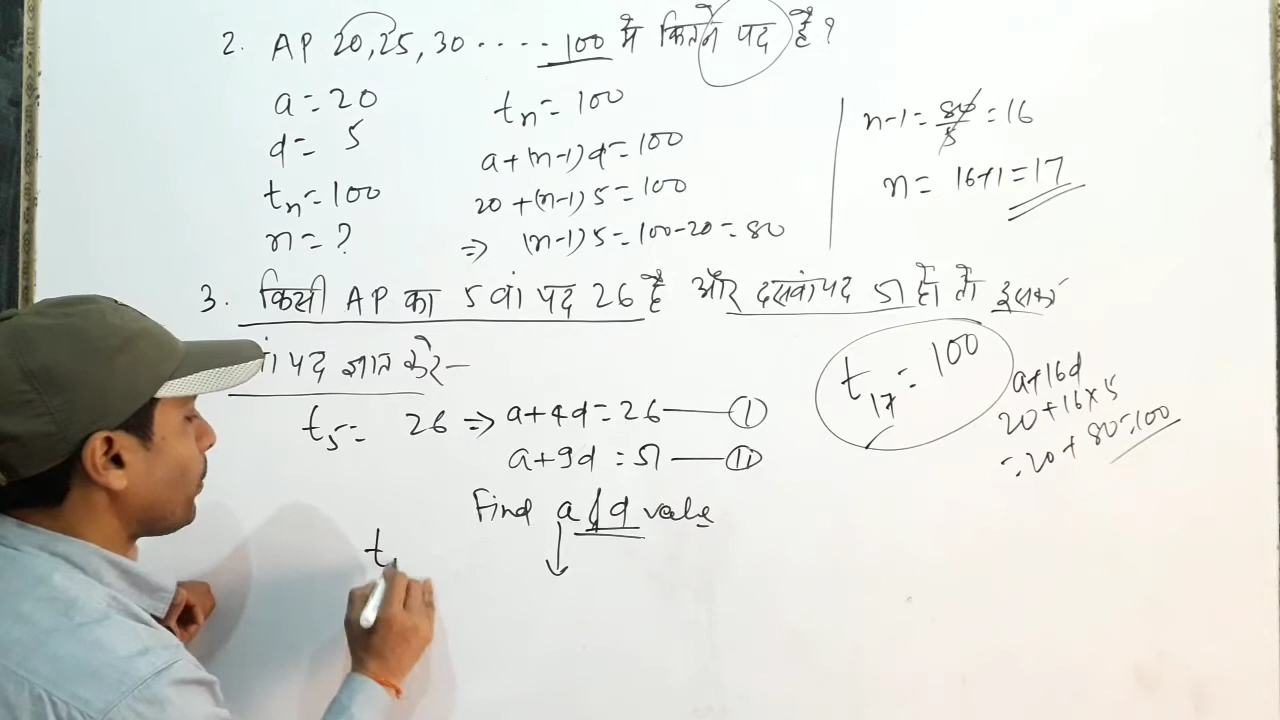 2. AP 20, 25, 30 ..... 100 में कितने पद है?
a = 20
d = 5
tn = 100
n = ?
tn = 100
a + (n-1) d = 100
20 + (n-1) 5 = 100
⇒ (n-1) 5 = 100-20 = 80
n-1 = 80/5 = 16
n = 16+1 = 17
3. किसी AP का 5 वां पद 26 है और दसवां पद 51 हो तो इसका
पद ज्ञात करे-
t5 = 26 ⇒ a+4d = 26 — (I)
a+9d = 51 — (II)
Find a & d value
t
t17 = 100
a+16d
20+16×5
= 20 + 80 = 100